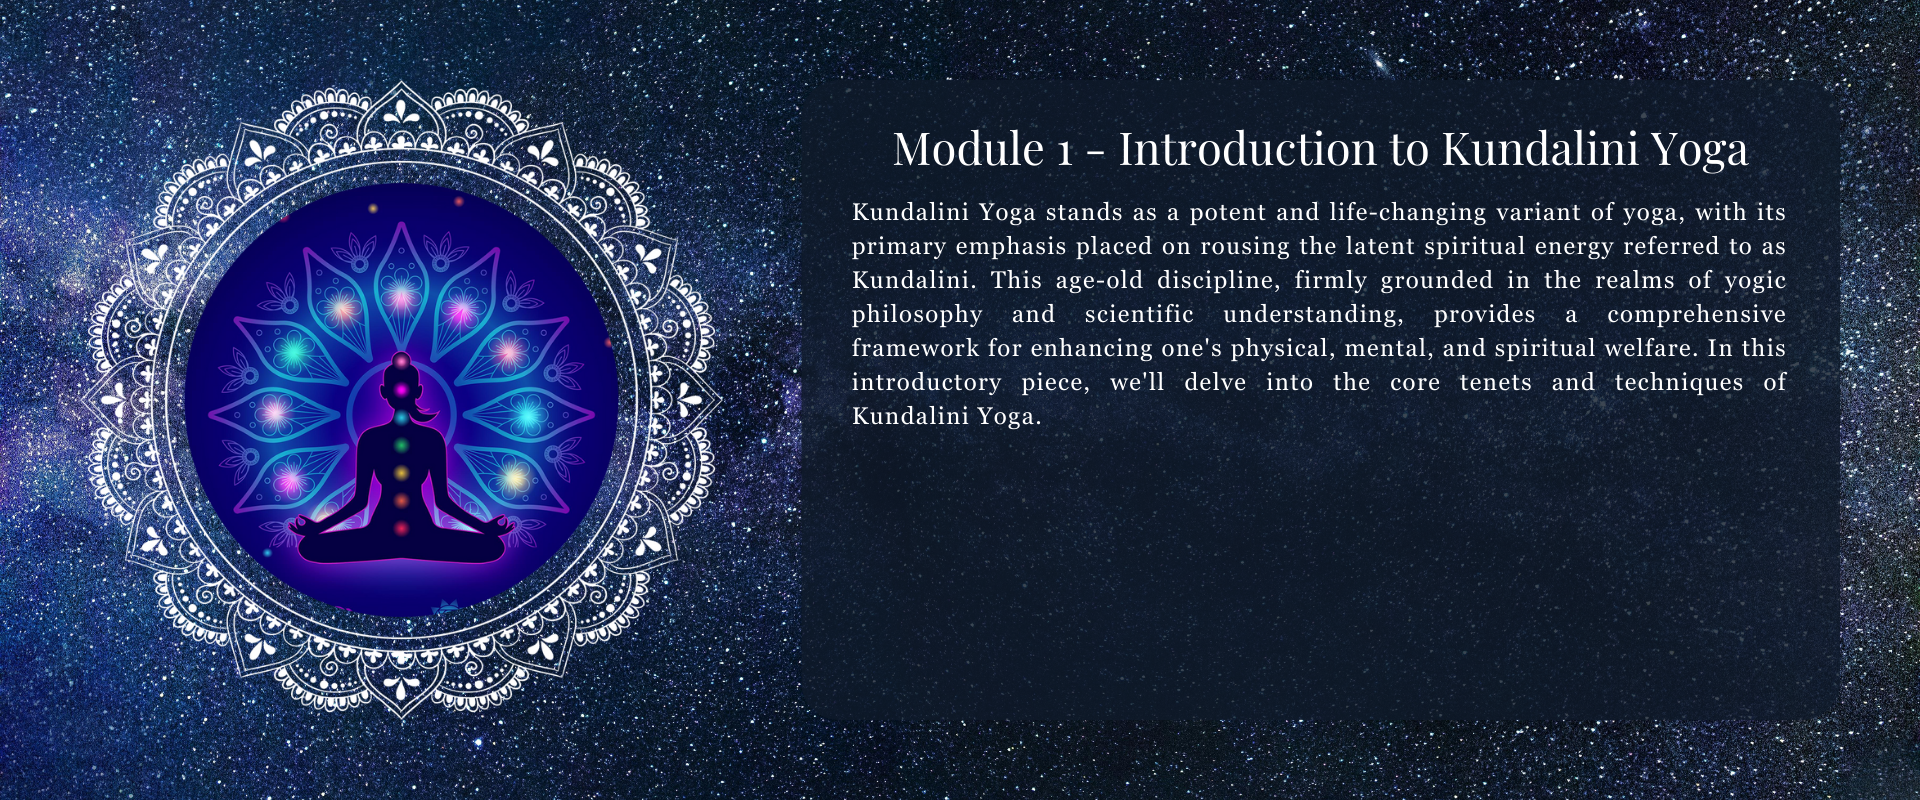 Module 1 - Introduction to Kundalini Yoga
Kundalini Yoga stands as a potent and life-changing variant of yoga, with its
primary emphasis placed on rousing the latent spiritual energy referred to as
Kundalini. This age-old discipline, firmly grounded in the realms of yogic
philosophy and scientific understanding, provides a comprehensive
framework for enhancing one's physical, mental, and spiritual welfare. In this
introductory piece, we'll delve into the core tenets and techniques of
Kundalini Yoga.